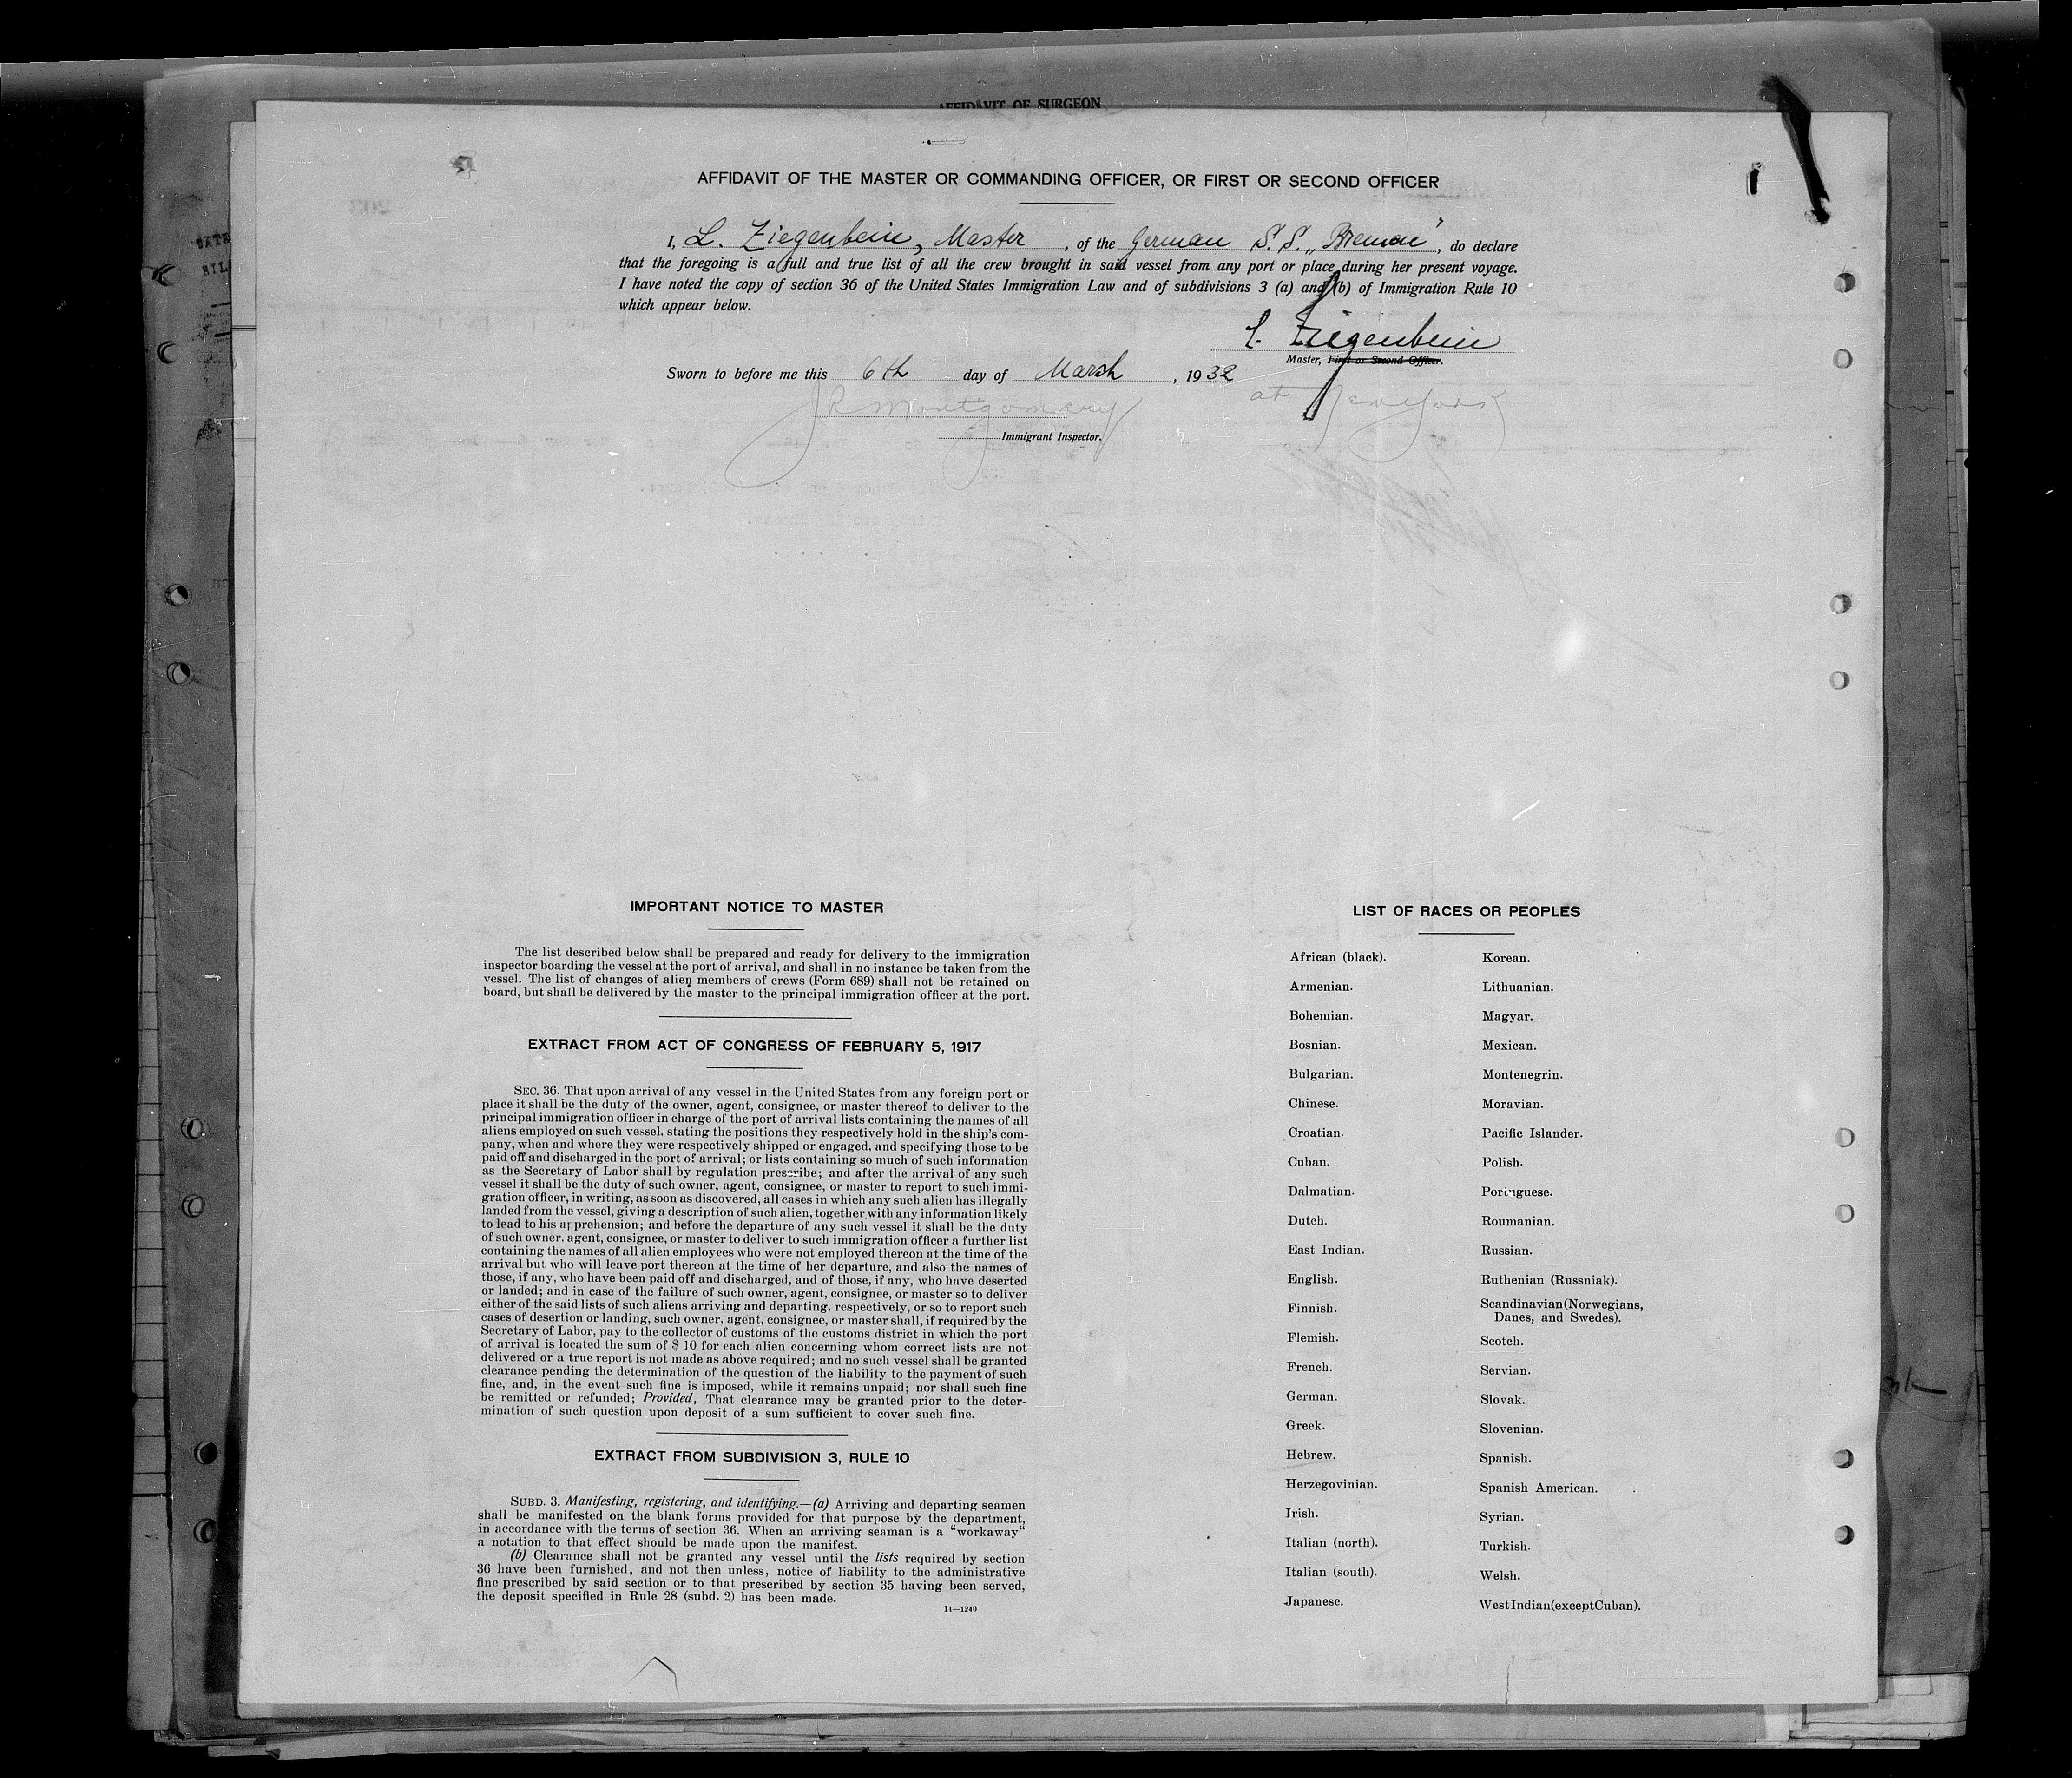 AFFIDAVIT OF SURGEON
AFFIDAVIT OF THE MASTER OR COMMANDING OFFICER, OR FIRST OR SECOND OFFICER
I, L. Ziegenbein, Master, of the German S.S. „Bremen", do declare
that the foregoing is a full and true list of all the crew brought in said vessel from any port or place during her present voyage.
I have noted the copy of section 36 of the United States Immigration Law and of subdivisions 3 (a) and (b) of Immigration Rule 10
which appear below.
L. Ziegenbein
Master, First or Second Officer.
Sworn to before me this 6th day of Marsh, 1932
JR Montgomery at New York
Immigrant Inspector.
IMPORTANT NOTICE TO MASTER
The list described below shall be prepared and ready for delivery to the immigration
inspector boarding the vessel at the port of arrival, and shall in no instance be taken from the
vessel. The list of changes of alien members of crews (Form 689) shall not be retained on
board, but shall be delivered by the master to the principal immigration officer at the port.
EXTRACT FROM ACT OF CONGRESS OF FEBRUARY 5, 1917
SEC. 36. That upon arrival of any vessel in the United States from any foreign port or
place it shall be the duty of the owner, agent, consignee, or master thereof to deliver to the
principal immigration officer in charge of the port of arrival lists containing the names of all
aliens employed on such vessel, stating the positions they respectively hold in the ship's com-
pany, when and where they were respectively shipped or engaged, and specifying those to be
paid off and discharged in the port of arrival; or lists containing so much of such information
as the Secretary of Labor shall by regulation prescribe; and after the arrival of any such
vessel it shall be the duty of such owner, agent, consignee, or master to report to such immi-
gration officer, in writing, as soon as discovered, all cases in which any such alien has illegally
landed from the vessel, giving a description of such alien, together with any information likely
to lead to his apprehension; and before the departure of any such vessel it shall be the duty
of such owner, agent, consignee, or master to deliver to such immigration officer a further list
containing the names of all alien employees who were not employed thereon at the time of the
arrival but who will leave port thereon at the time of her departure, and also the names of
those, if any, who have been paid off and discharged, and of those, if any, who have deserted
or landed; and in case of the failure of such owner, agent, consignee, or master so to deliver
either of the said lists of such aliens arriving and departing, respectively, or so to report such
cases of desertion or landing, such owner, agent, consignee, or master shall, if required by the
Secretary of Labor, pay to the collector of customs of the customs district in which the port
of arrival is located the sum of $ 10 for each alien concerning whom correct lists are not
delivered or a true report is not made as above required; and no such vessel shall be granted
clearance pending the determination of the question of the liability to the payment of such
fine, and, in the event such fine is imposed, while it remains unpaid; nor shall such fine
be remitted or refunded; Provided, That clearance may be granted prior to the deter-
mination of such question upon deposit of a sum sufficient to cover such fine.
EXTRACT FROM SUBDIVISION 3, RULE 10
SUBD. 3. Manifesting, registering, and identifying.—(a) Arriving and departing seamen
shall be manifested on the blank forms provided for that purpose by the department,
in accordance with the terms of section 36. When an arriving seaman is a "workaway"
a notation to that effect should be made upon the manifest.
(b) Clearance shall not be granted any vessel until the lists required by section
36 have been furnished, and not then unless, notice of liability to the administrative
fine prescribed by said section or to that prescribed by section 35 having been served,
the deposit specified in Rule 28 (subd. 2) has been made.
14—1240
LIST OF RACES OR PEOPLES
African (black).
Armenian.
Bohemian.
Bosnian.
Bulgarian.
Chinese.
Croatian.
Cuban.
Dalmatian.
Dutch.
East Indian.
English.
Finnish.
Flemish.
French.
German.
Greek.
Hebrew.
Herzegovinian.
Irish.
Italian (north).
Italian (south).
Japanese.
Korean.
Lithuanian.
Magyar.
Mexican.
Montenegrin.
Moravian.
Pacific Islander.
Polish.
Portuguese.
Roumanian.
Russian.
Ruthenian (Russniak).
Scandinavian(Norwegians,
Danes, and Swedes).
Scotch.
Servian.
Slovak.
Slovenian.
Spanish.
Spanish American.
Syrian.
Turkish.
Welsh.
West Indian(except Cuban).